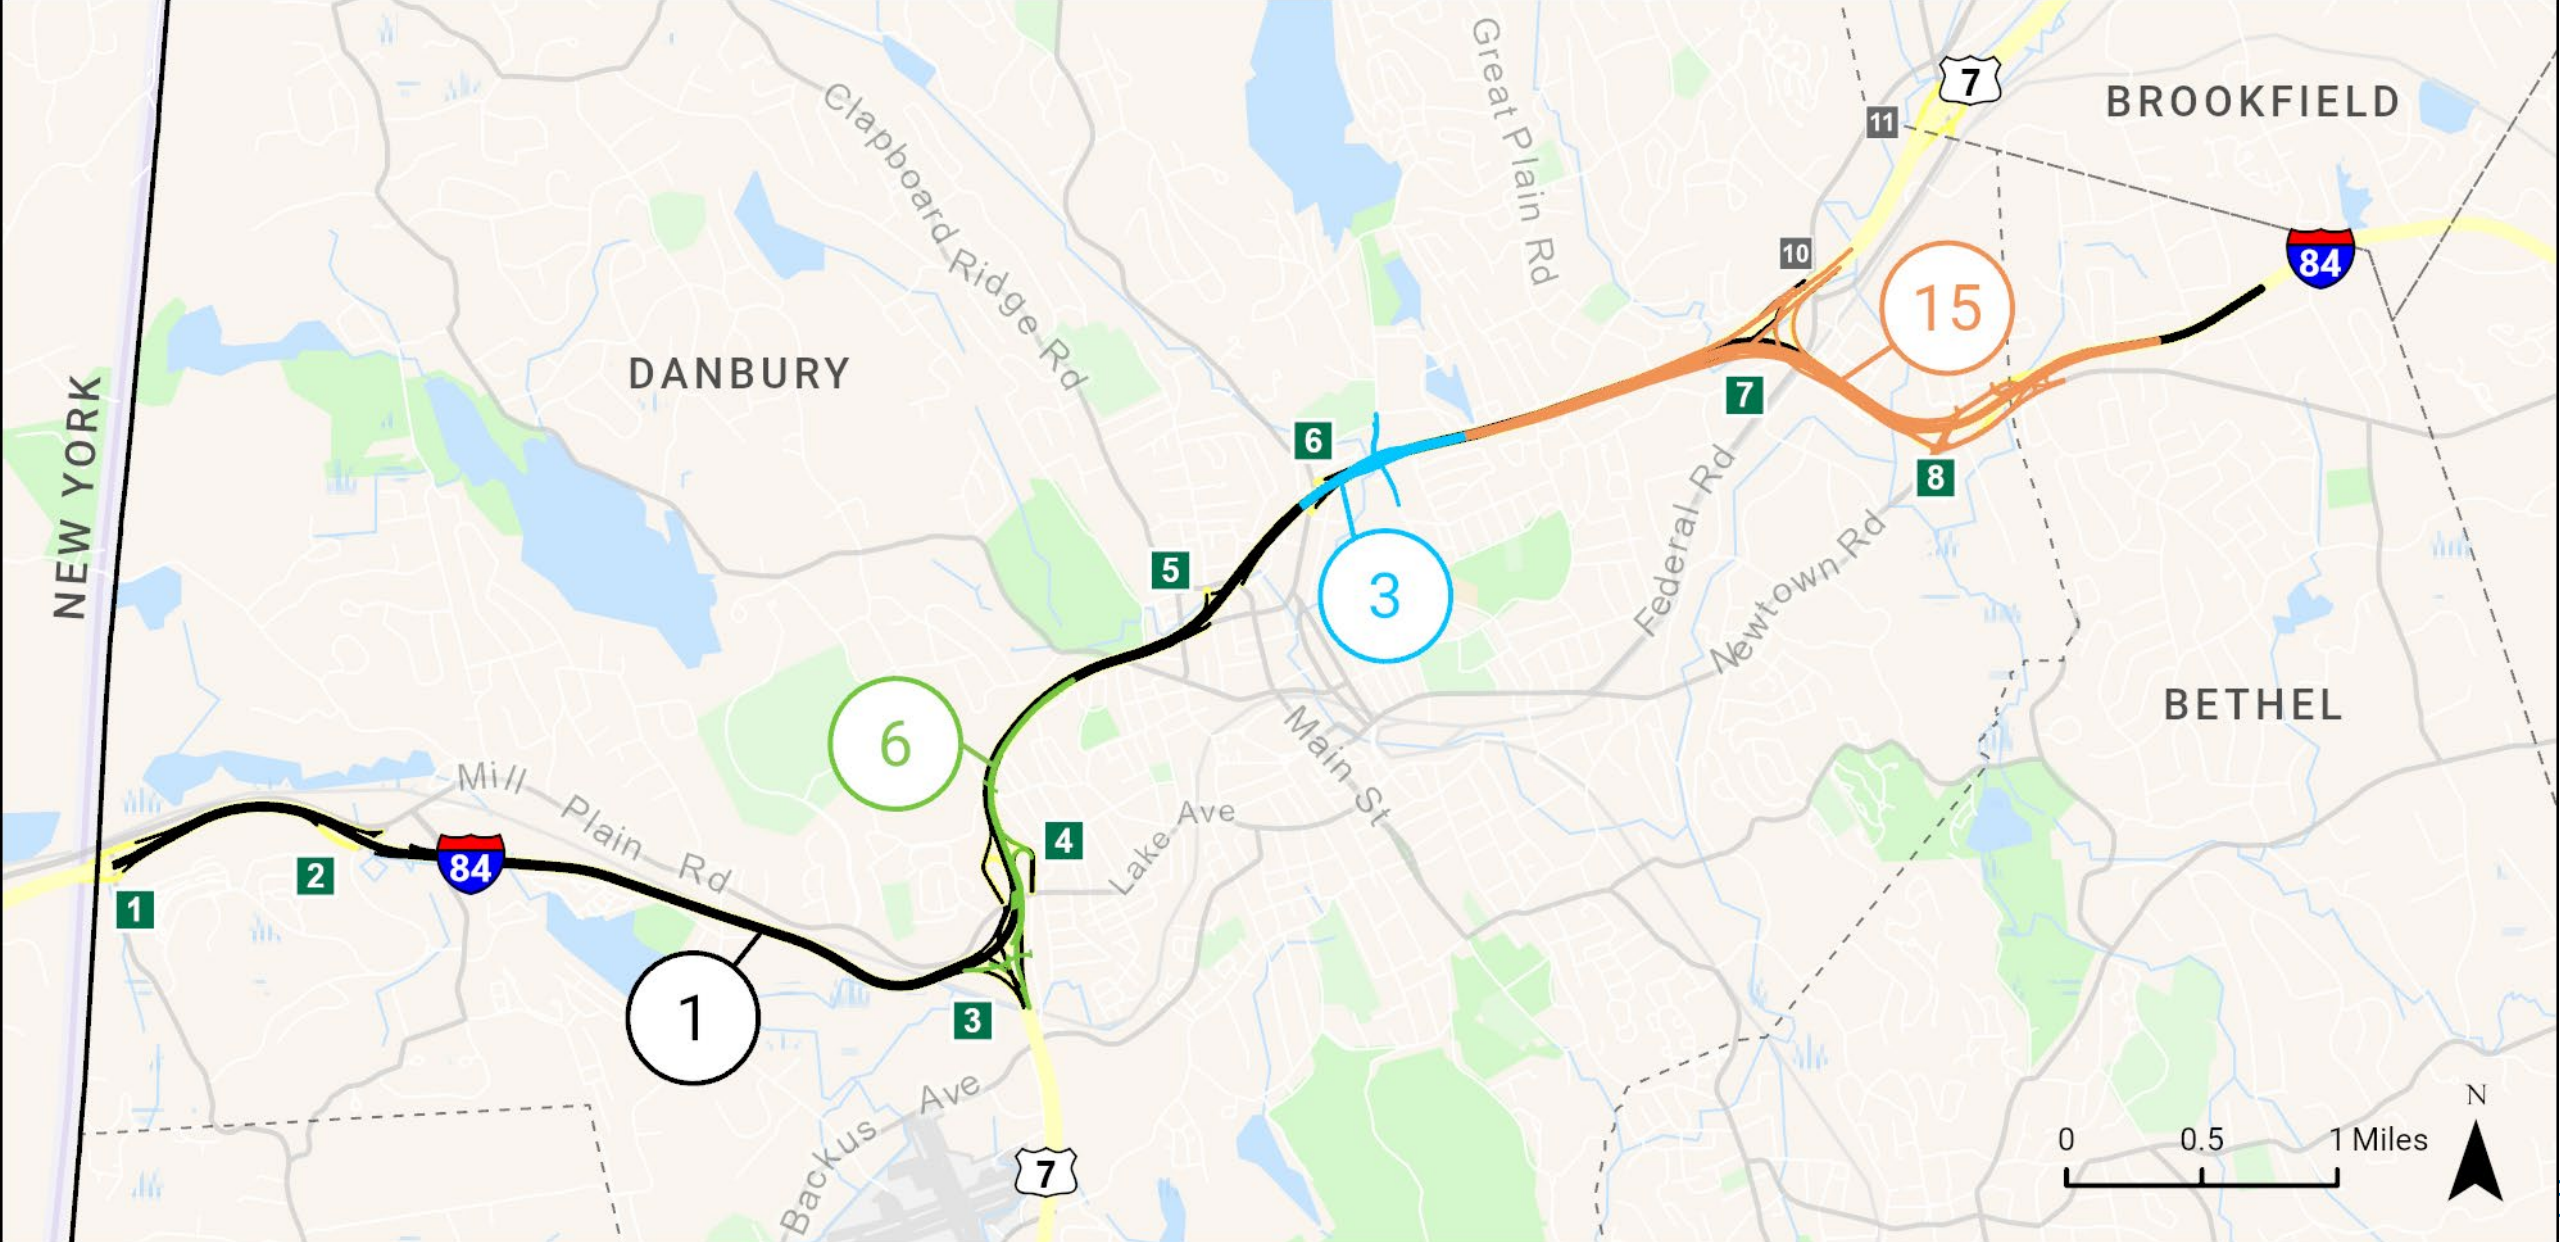 7
BROOKFIELD
11
Great Plain Rd
Clapboard Ridge Rd
10
84
15
DANBURY
7
NEW YORK
6
8
Federal Rd
5
3
Newtown Rd
BETHEL
6
Main St
Mill Plain Rd
Lake Ave
4
84
2
1
1
3
Backus Ave
7
N
0 0.5 1 Miles